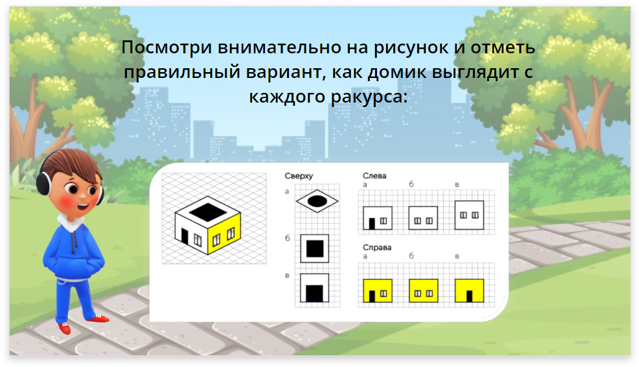 Посмотри внимательно на рисунок и отметь
правильный вариант, как домик выглядит с
каждого ракурса:
Сверху
а
б
в
Слева
а б в
Справа
а б в